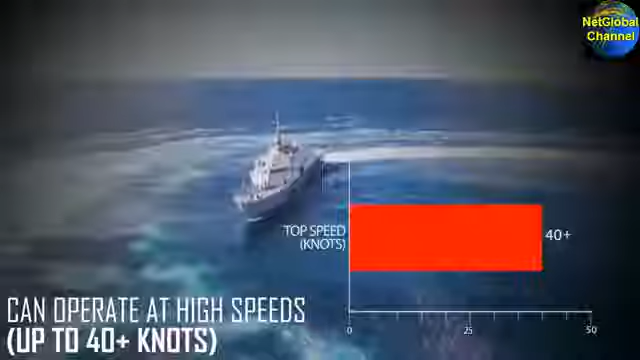 NetGlobal
Channel
TOP SPEED
(KNOTS)
40+
CAN OPERATE AT HIGH SPEEDS
(UP TO 40+ KNOTS)
0
25
50